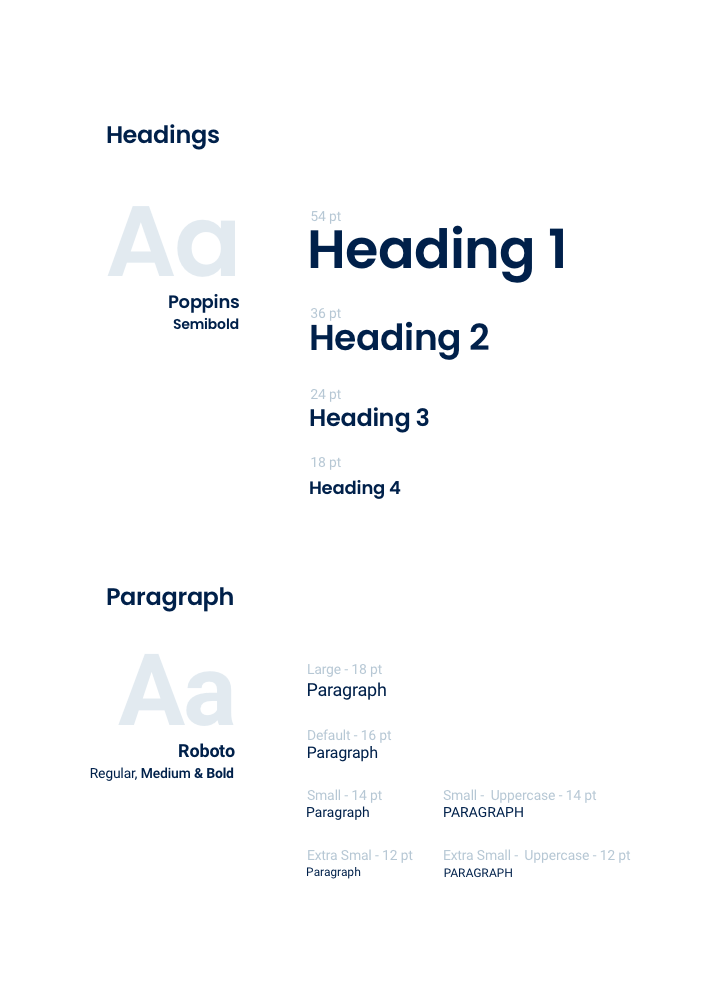 Headings
Aa
Poppins
Semibold
54 pt
Heading 1
36 pt
Heading 2
24 pt
Heading 3
18 pt
Heading 4
Paragraph
Aa
Roboto
Regular, Medium & Bold
Large - 18 pt
Paragraph
Default - 16 pt
Paragraph
Small - 14 pt
Paragraph
Small - Uppercase - 14 pt
PARAGRAPH
Extra Smal - 12 pt
Paragraph
Extra Small - Uppercase - 12 pt
PARAGRAPH